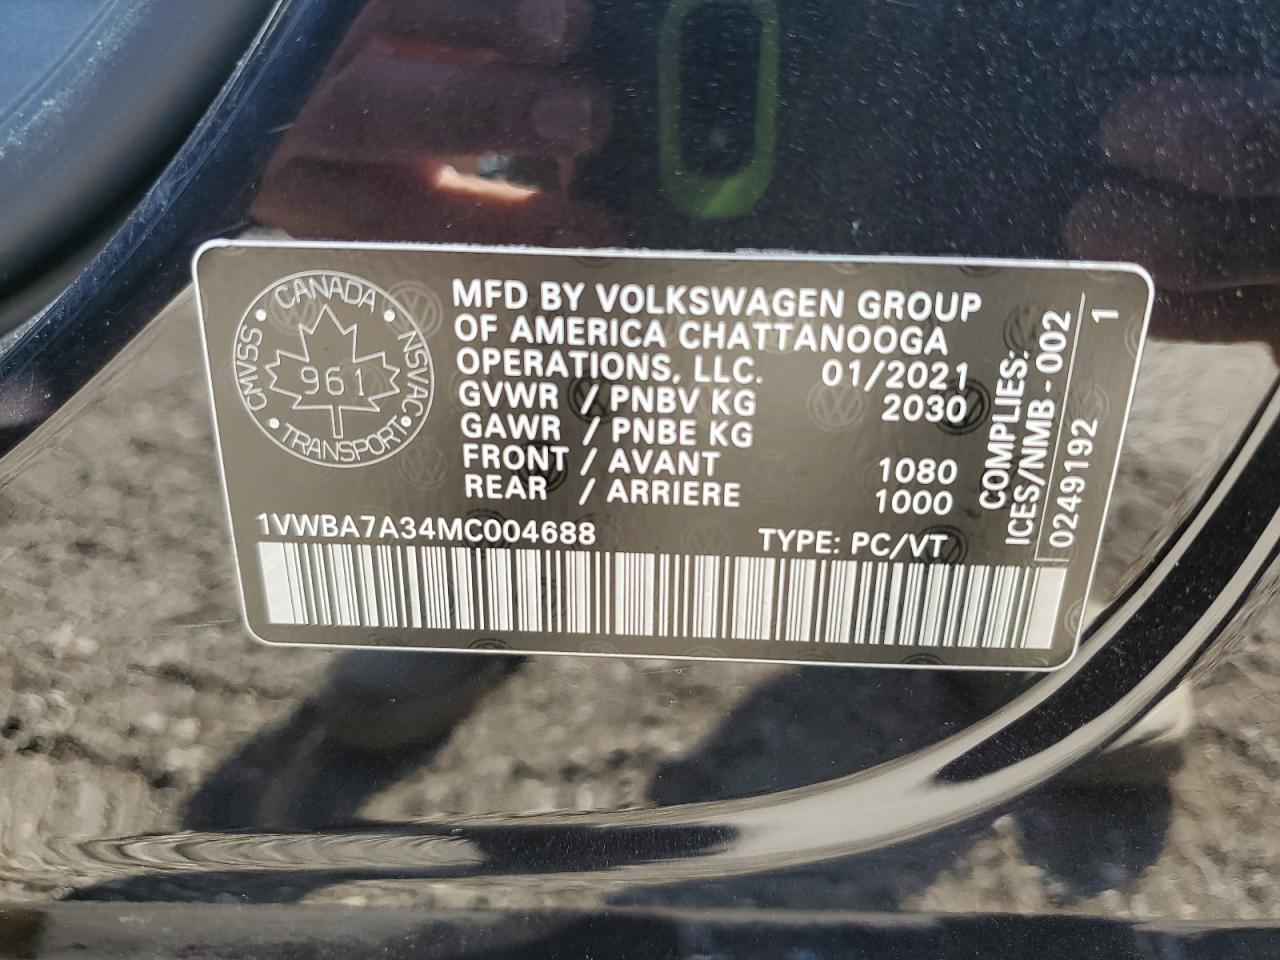 CANADA
CMVSS
NSVAC
961
TRANSPORT
MFD BY VOLKSWAGEN GROUP
OF AMERICA CHATTANOOGA
OPERATIONS, LLC. 01/2021
GVWR / PNBV KG 2030
GAWR / PNBE KG
FRONT / AVANT 1080
REAR / ARRIERE 1000
1VWBA7A34MC004688 TYPE: PC/VT
COMPLIES:
ICES/NMB-002
0249192 1